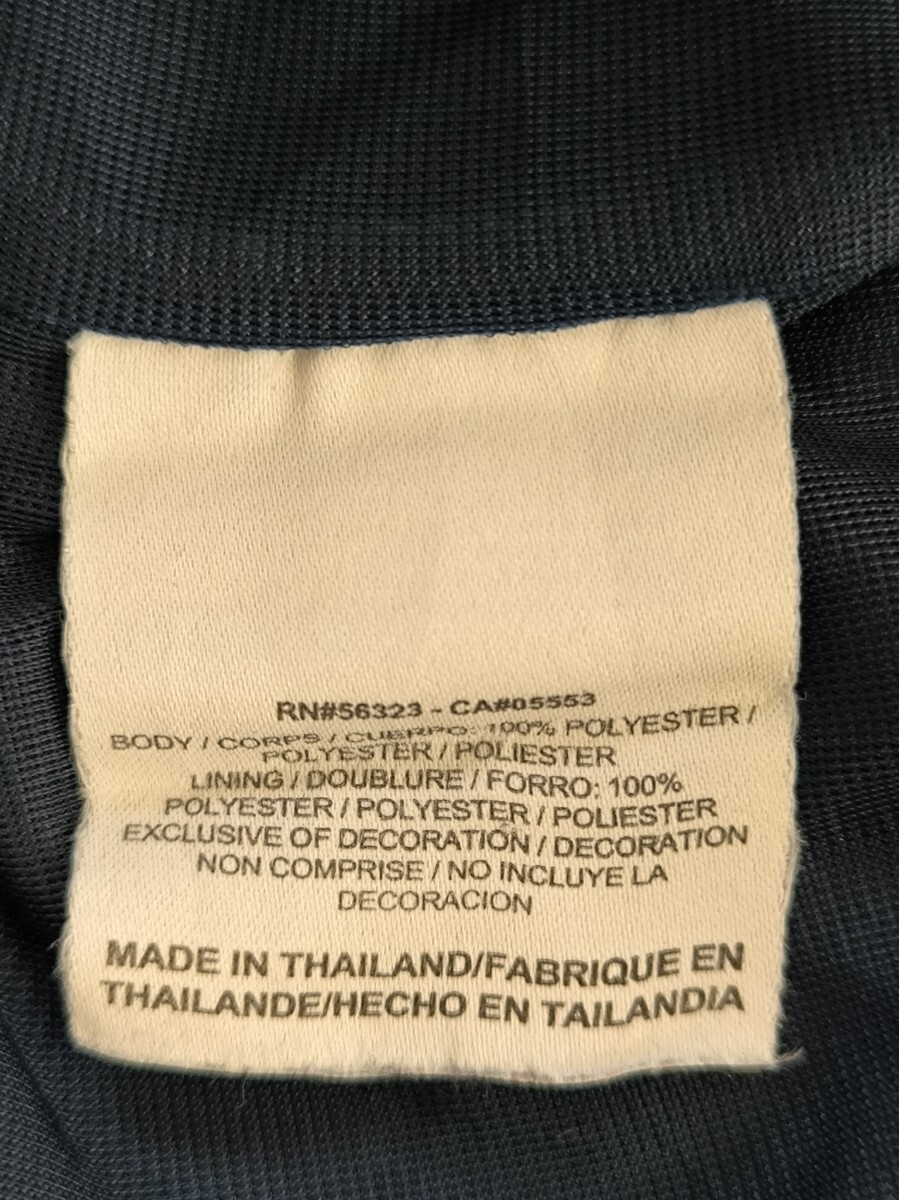 RN#56323 - CA#05553
BODY / CORPS / CUERPO: 100% POLYESTER /
POLYESTER / POLIESTER
LINING / DOUBLURE / FORRO: 100%
POLYESTER / POLYESTER / POLIESTER
EXCLUSIVE OF DECORATION / DECORATION
NON COMPRISE / NO INCLUYE LA
DECORACION
MADE IN THAILAND/FABRIQUE EN
THAILANDE/HECHO EN TAILANDIA